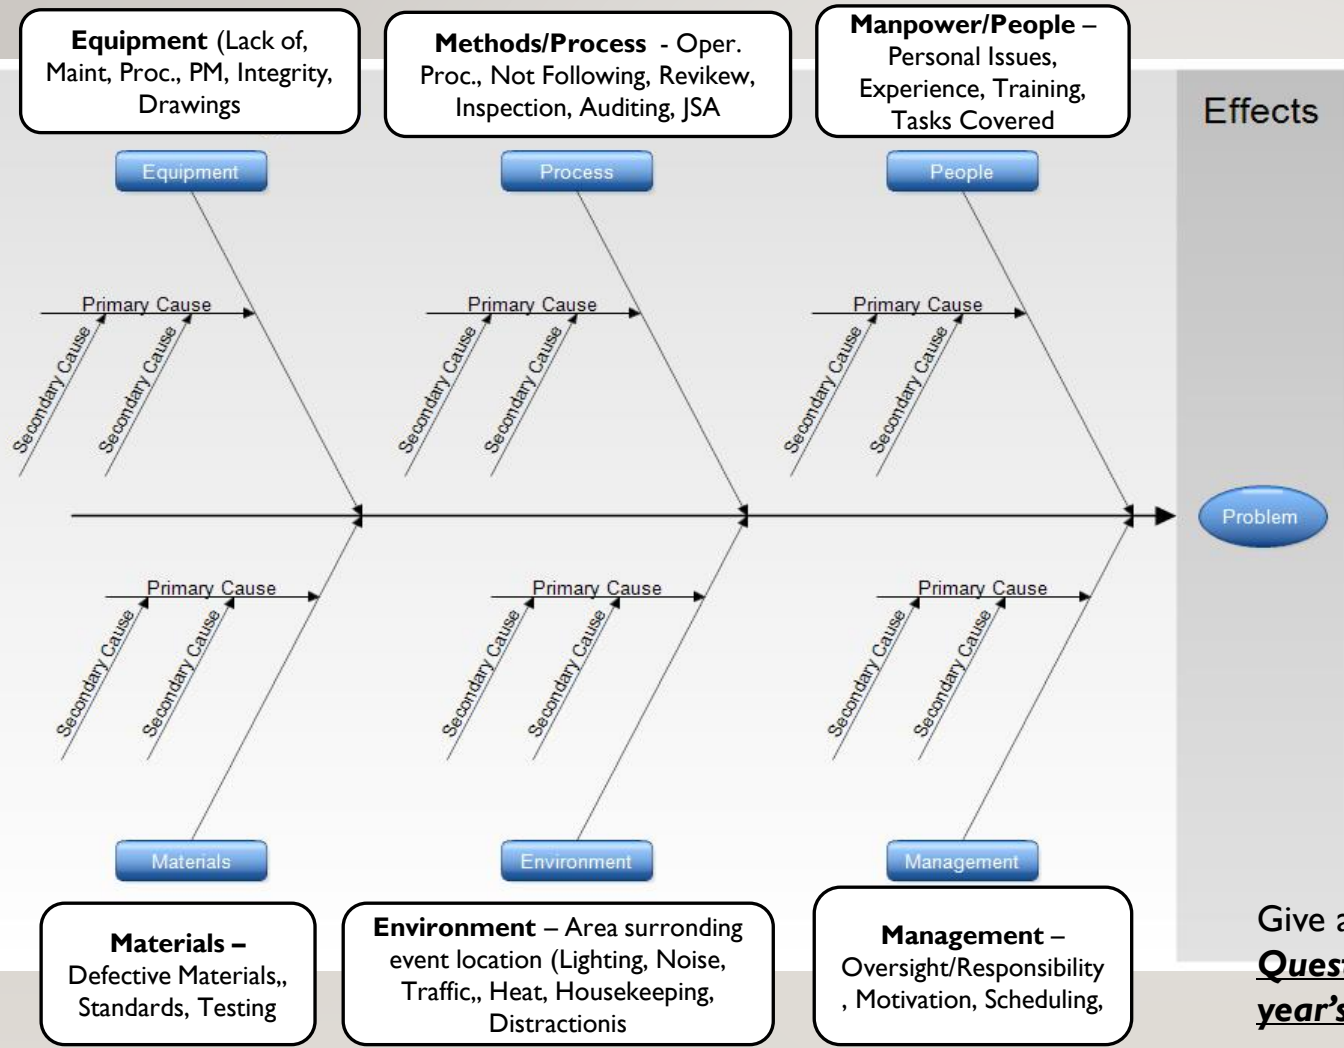 Equipment (Lack of,
Maint, Proc., PM, Integrity,
Drawings
Methods/Process - Oper.
Proc., Not Following, Revikew,
Inspection, Auditing, JSA
Manpower/People –
Personal Issues,
Experience, Training,
Tasks Covered
Effects
Equipment
Process
People
Primary Cause
Secondary Cause
Secondary Cause
Primary Cause
Secondary Cause
Secondary Cause
Primary Cause
Secondary Cause
Secondary Cause
Problem
Primary Cause
Secondary Cause
Secondary Cause
Primary Cause
Secondary Cause
Secondary Cause
Primary Cause
Secondary Cause
Secondary Cause
Materials
Environment
Management
Materials –
Defective Materials,,
Standards, Testing
Environment – Area surronding
event location (Lighting, Noise,
Traffic,, Heat, Housekeeping,
Distractionis
Management –
Oversight/Responsibility
, Motivation, Scheduling,
Give a
Quest
year's